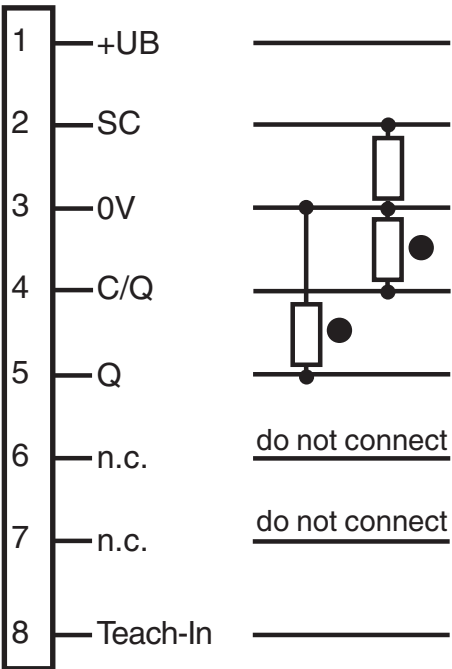 1 +UB
2 SC
3 0V
4 C/Q
5 Q
6 n.c. do not connect
7 n.c. do not connect
8 Teach-In